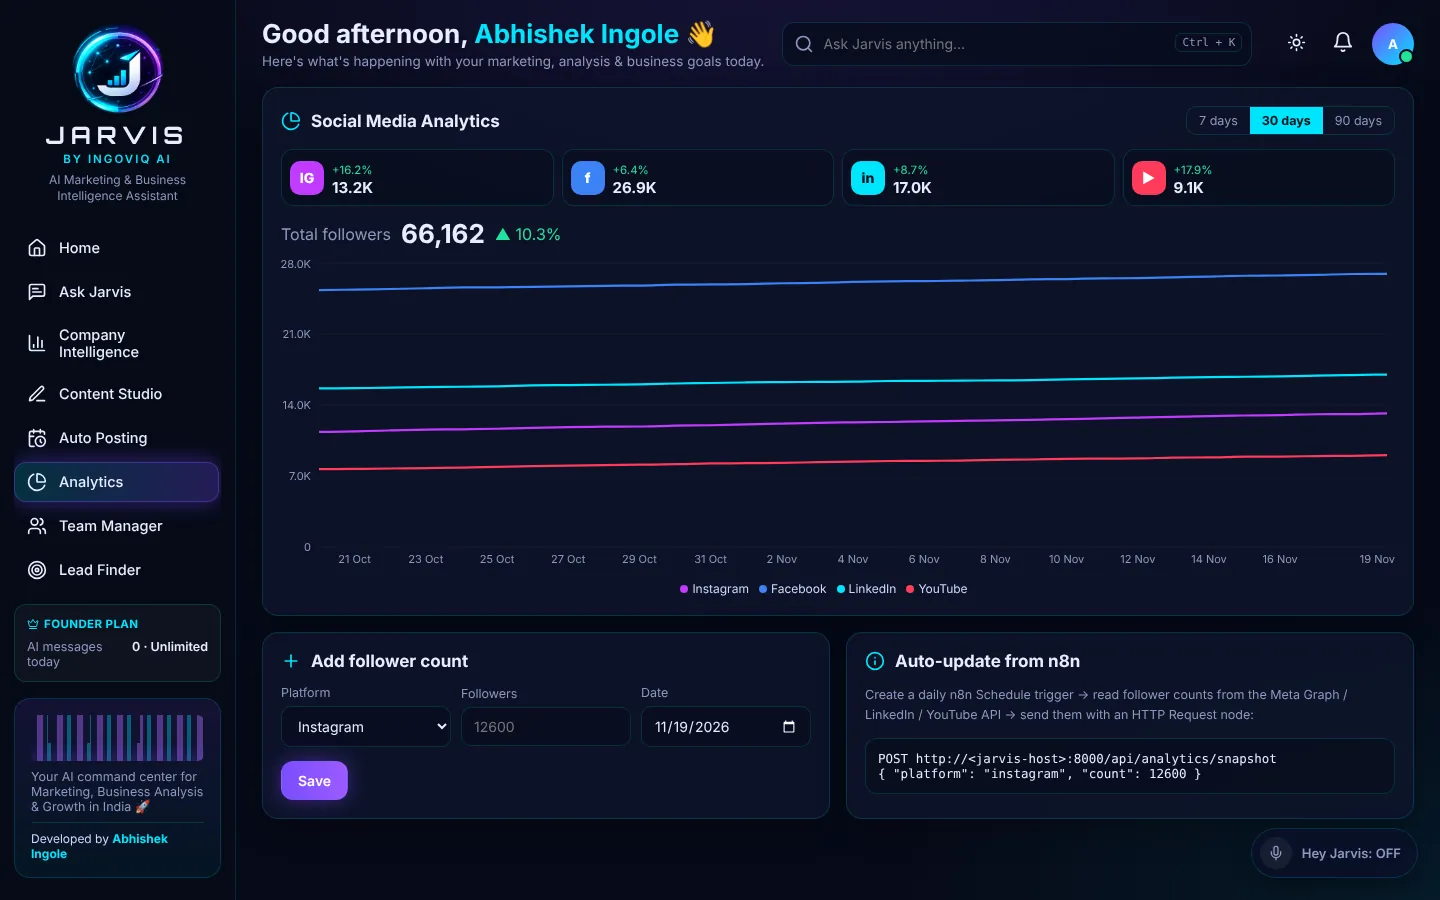 JARVIS
BY INGOVIQ AI
AI Marketing & Business
Intelligence Assistant
Home
Ask Jarvis
Company
Intelligence
Content Studio
Auto Posting
Analytics
Team Manager
Lead Finder
FOUNDER PLAN
AI messages
today
0 · Unlimited
Your AI command center for
Marketing, Business Analysis
& Growth in India 🚀
Developed by Abhishek
Ingole
Good afternoon, Abhishek Ingole 👋
Here's what's happening with your marketing, analysis & business goals today.
Ask Jarvis anything...
Ctrl + K
A
Social Media Analytics
7 days
30 days
90 days
IG
+16.2%
13.2K
f
+6.4%
26.9K
in
+8.7%
17.0K
+17.9%
9.1K
Total followers 66,162 ▲ 10.3%
28.0K
21.0K
14.0K
7.0K
0
21 Oct 23 Oct 25 Oct 27 Oct 29 Oct 31 Oct 2 Nov 4 Nov 6 Nov 8 Nov 10 Nov 12 Nov 14 Nov 16 Nov 19 Nov
Instagram Facebook LinkedIn YouTube
Add follower count
Platform
Followers
Date
Instagram
12600
11/19/2026
Save
Auto-update from n8n
Create a daily n8n Schedule trigger → read follower counts from the Meta Graph /
LinkedIn / YouTube API → send them with an HTTP Request node:
POST http://<jarvis-host>:8000/api/analytics/snapshot
{ "platform": "instagram", "count": 12600 }
Hey Jarvis: OFF